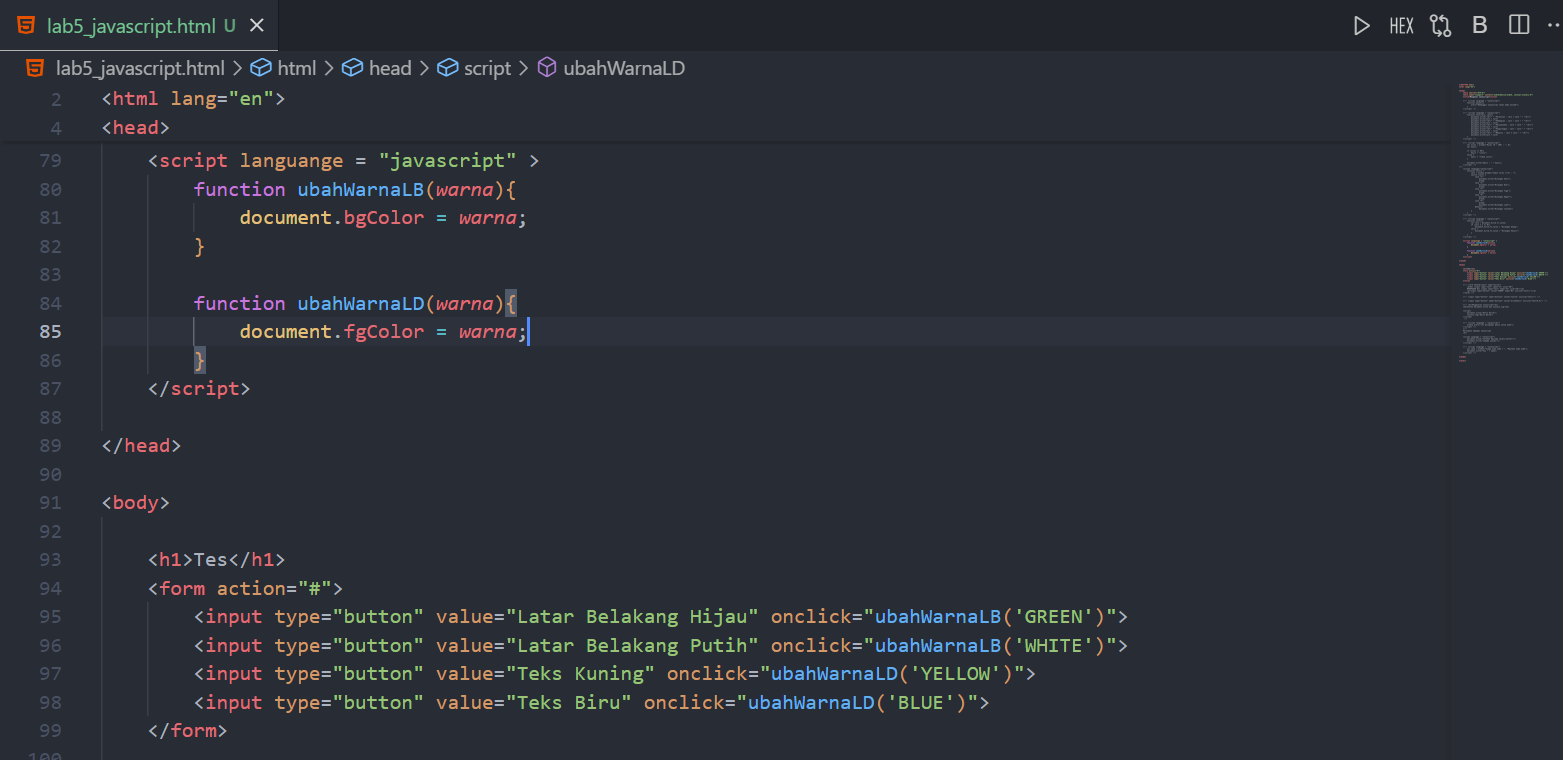 lab5_javascript.html U
HEX B
lab5_javascript.html > html > head > script > ubahWarnaLD
2 <html lang="en">
4 <head>
79 <script languange = "javascript" >
80 function ubahWarnaLB(warna){
81 document.bgColor = warna;
82 }
83
84 function ubahWarnaLD(warna){
85 document.fgColor = warna;
86 }
87 </script>
88
89 </head>
90
91 <body>
92
93 <h1>Tes</h1>
94 <form action="#">
95 <input type="button" value="Latar Belakang Hijau" onclick="ubahWarnaLB('GREEN')">
96 <input type="button" value="Latar Belakang Putih" onclick="ubahWarnaLB('WHITE')">
97 <input type="button" value="Teks Kuning" onclick="ubahWarnaLD('YELLOW')">
98 <input type="button" value="Teks Biru" onclick="ubahWarnaLD('BLUE')">
99 </form>
100